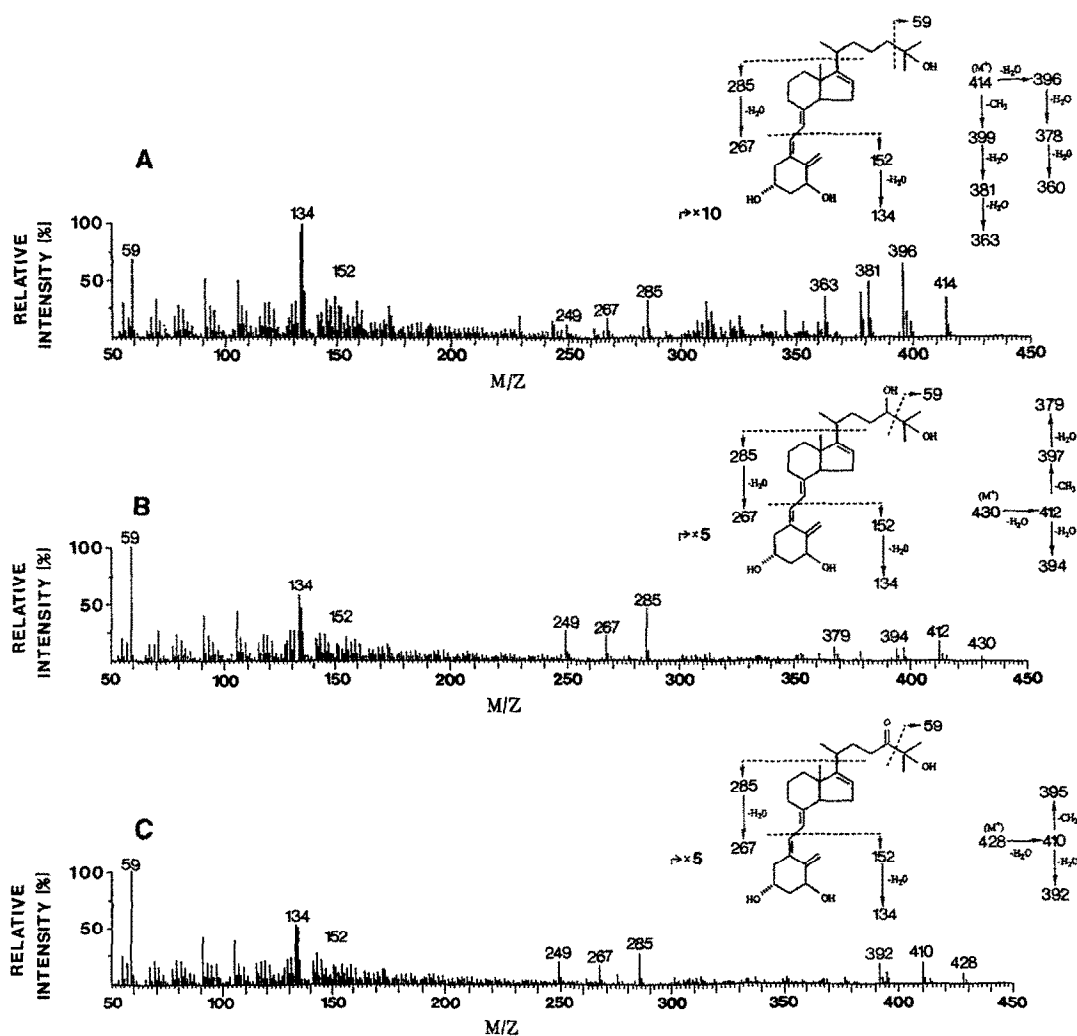 59
OH
285
-H₂O
267
152
-H₂O
134
HO
OH
(M⁺)
414
-H₂O
396
-CH₃
-H₂O
399
378
-H₂O
-H₂O
381
360
-H₂O
363
A
×10
RELATIVE
INTENSITY [%]
100
50
59
134
152
249
267
285
363
381
396
414
50
100
150
200
250
300
350
400
450
M/Z
OH
59
OH
285
-H₂O
267
152
-H₂O
134
HO
OH
379
-H₂O
397
-CH₃
(M⁺)
430
-H₂O
412
-H₂O
394
B
×5
RELATIVE
INTENSITY [%]
100
50
59
134
152
249
267
285
379
394
412
430
50
100
150
200
250
300
350
400
450
M/Z
O
59
OH
285
-H₂O
267
152
-H₂O
134
HO
OH
395
-CH₃
(M⁺)
428
-H₂O
410
-H₂O
392
C
×5
RELATIVE
INTENSITY [%]
100
50
59
134
152
249
267
285
392
410
428
50
100
150
200
250
300
350
400
450
M/Z